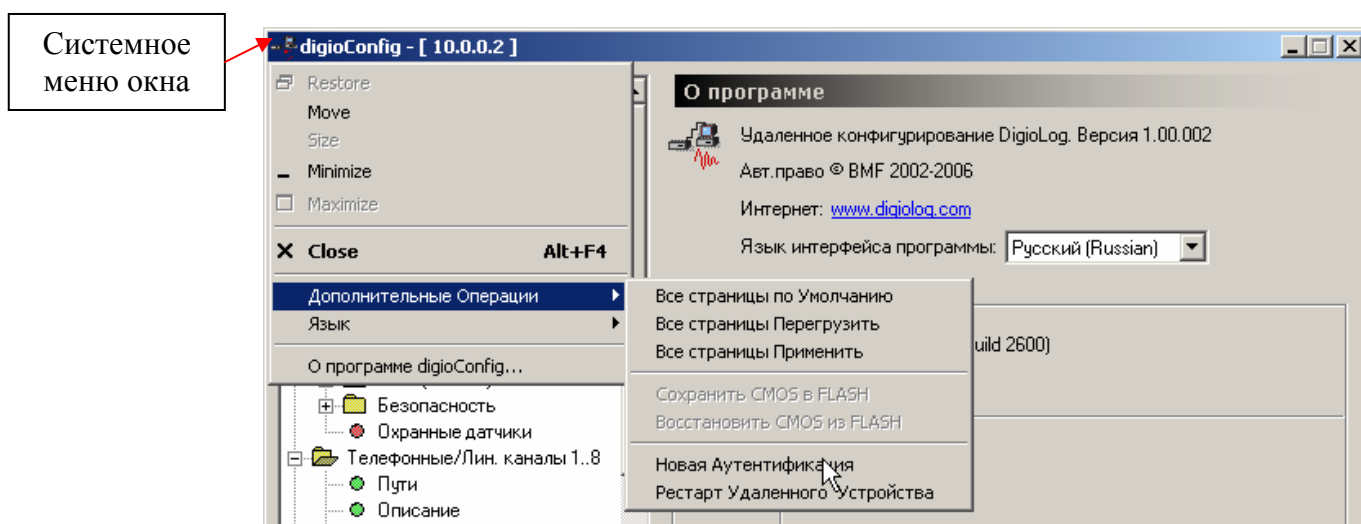 Системное
меню окна
digioConfig - [ 10.0.0.2 ]
Restore
Move
Size
Minimize
Maximize
Close Alt+F4
Дополнительные Операции
Язык
О программе digioConfig...
Все страницы по Умолчанию
Все страницы Перегрузить
Все страницы Применить
Сохранить CMOS в FLASH
Восстановить CMOS из FLASH
Новая Аутентификация
Рестарт Удаленного Устройства
Безопасность
Охранные датчики
Телефонные/Лин. каналы 1..8
Пути
Описание
О программе
Удаленное конфигурирование DigioLog. Версия 1.00.002
Авт.право © BMF 2002-2006
Интернет: www.digiolog.com
Язык интерфейса программы: Русский (Russian)
uild 2600)